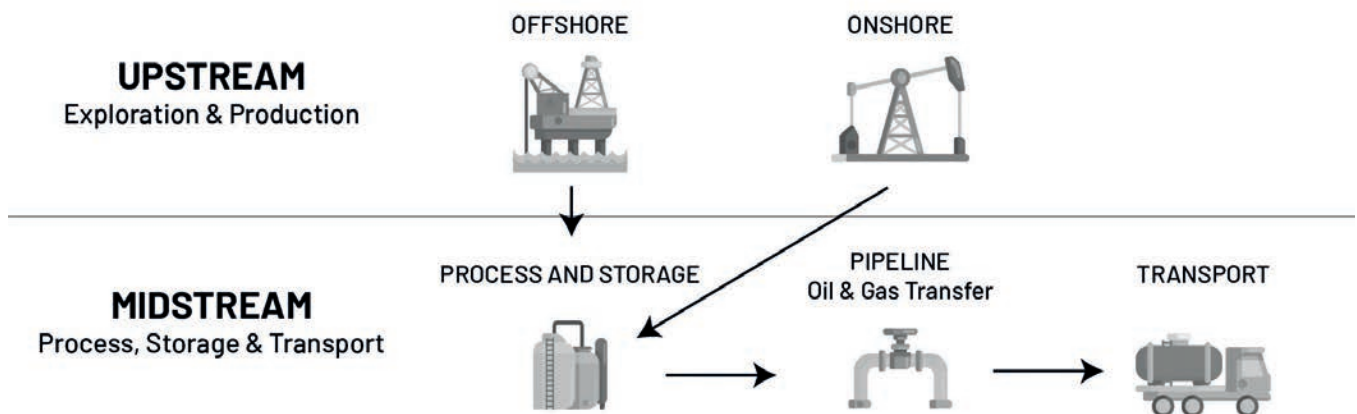 OFFSHORE
ONSHORE
UPSTREAM
Exploration & Production
PROCESS AND STORAGE
PIPELINE
Oil & Gas Transfer
TRANSPORT
MIDSTREAM
Process, Storage & Transport